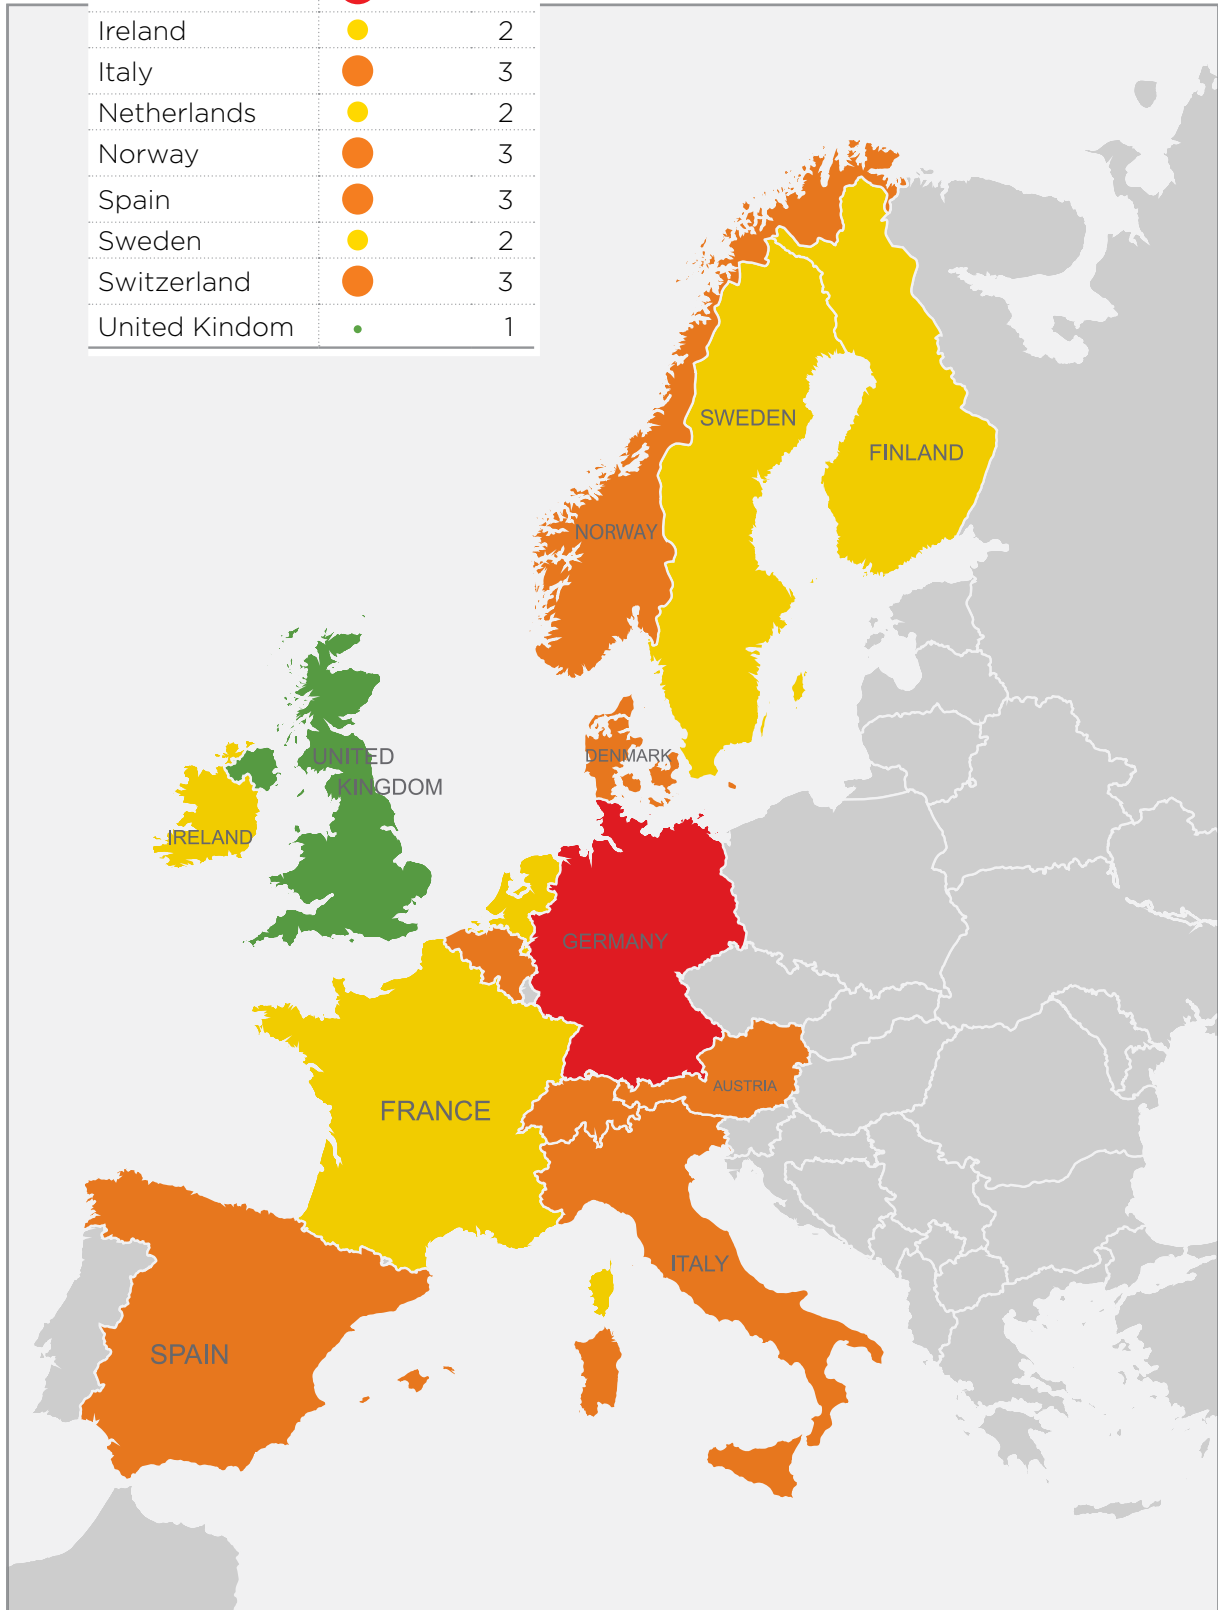 Ireland 2
Italy 3
Netherlands 2
Norway 3
Spain 3
Sweden 2
Switzerland 3
United Kindom 1
SWEDEN
FINLAND
NORWAY
DENMARK
UNITED
KINGDOM
IRELAND
GERMANY
AUSTRIA
FRANCE
ITALY
SPAIN